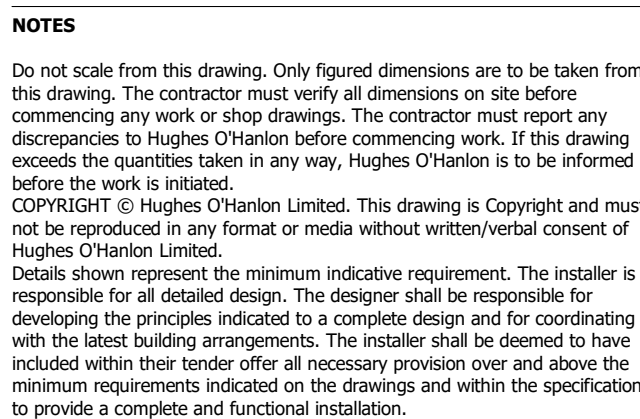 NOTES
Do not scale from this drawing. Only figured dimensions are to be taken from
this drawing. The contractor must verify all dimensions on site before
commencing any work or shop drawings. The contractor must report any
discrepancies to Hughes O'Hanlon before commencing work. If this drawing
exceeds the quantities taken in any way, Hughes O'Hanlon is to be informed
before the work is initiated.
COPYRIGHT © Hughes O'Hanlon Limited. This drawing is Copyright and must
not be reproduced in any format or media without written/verbal consent of
Hughes O'Hanlon Limited.
Details shown represent the minimum indicative requirement. The installer is
responsible for all detailed design. The designer shall be responsible for
developing the principles indicated to a complete design and for coordinating
with the latest building arrangements. The installer shall be deemed to have
included within their tender offer all necessary provision over and above the
minimum requirements indicated on the drawings and within the specification
to provide a complete and functional installation.